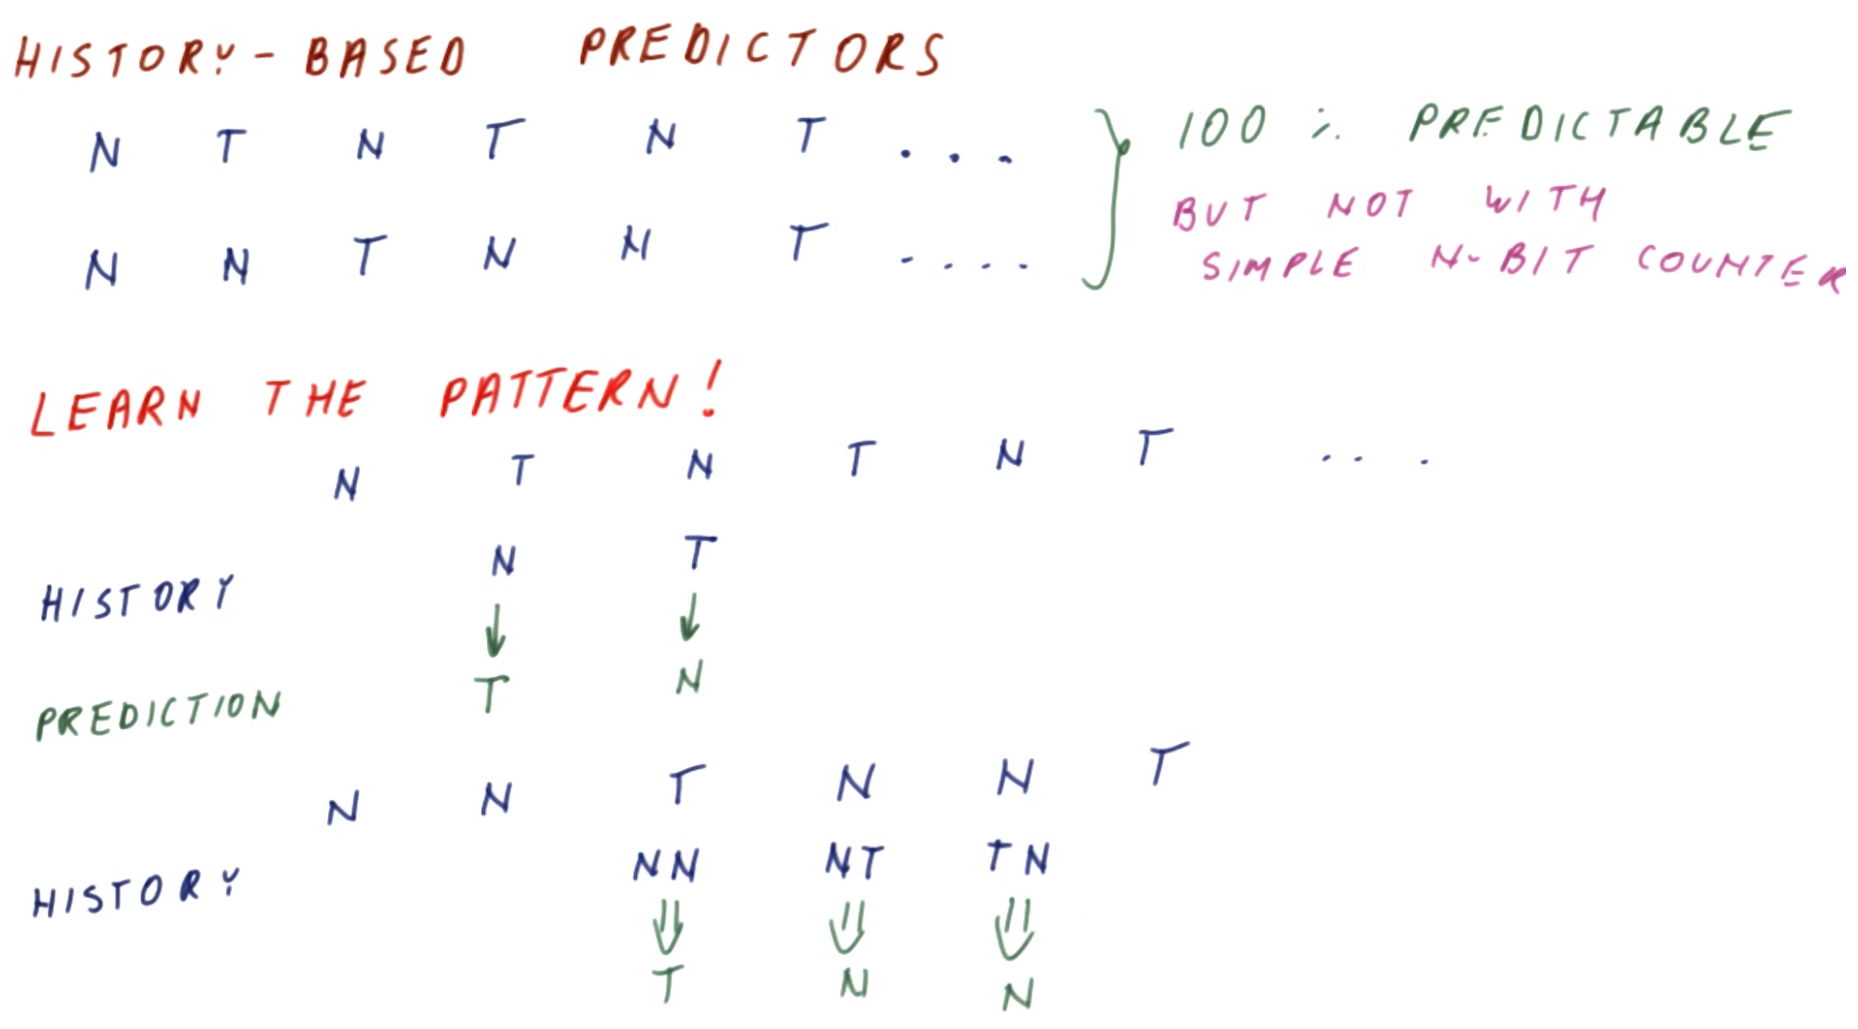 HISTORY-BASED PREDICTORS
N T N T N T ... 100 % PREDICTABLE
BUT NOT WITH
N N T N N T .... SIMPLE N-BIT COUNTER
LEARN THE PATTERN!
N T N T N T ...
HISTORY N T
↓ ↓
PREDICTION T N
N N T N N T
HISTORY NN NT TN
⇓ ⇓ ⇓
T N N